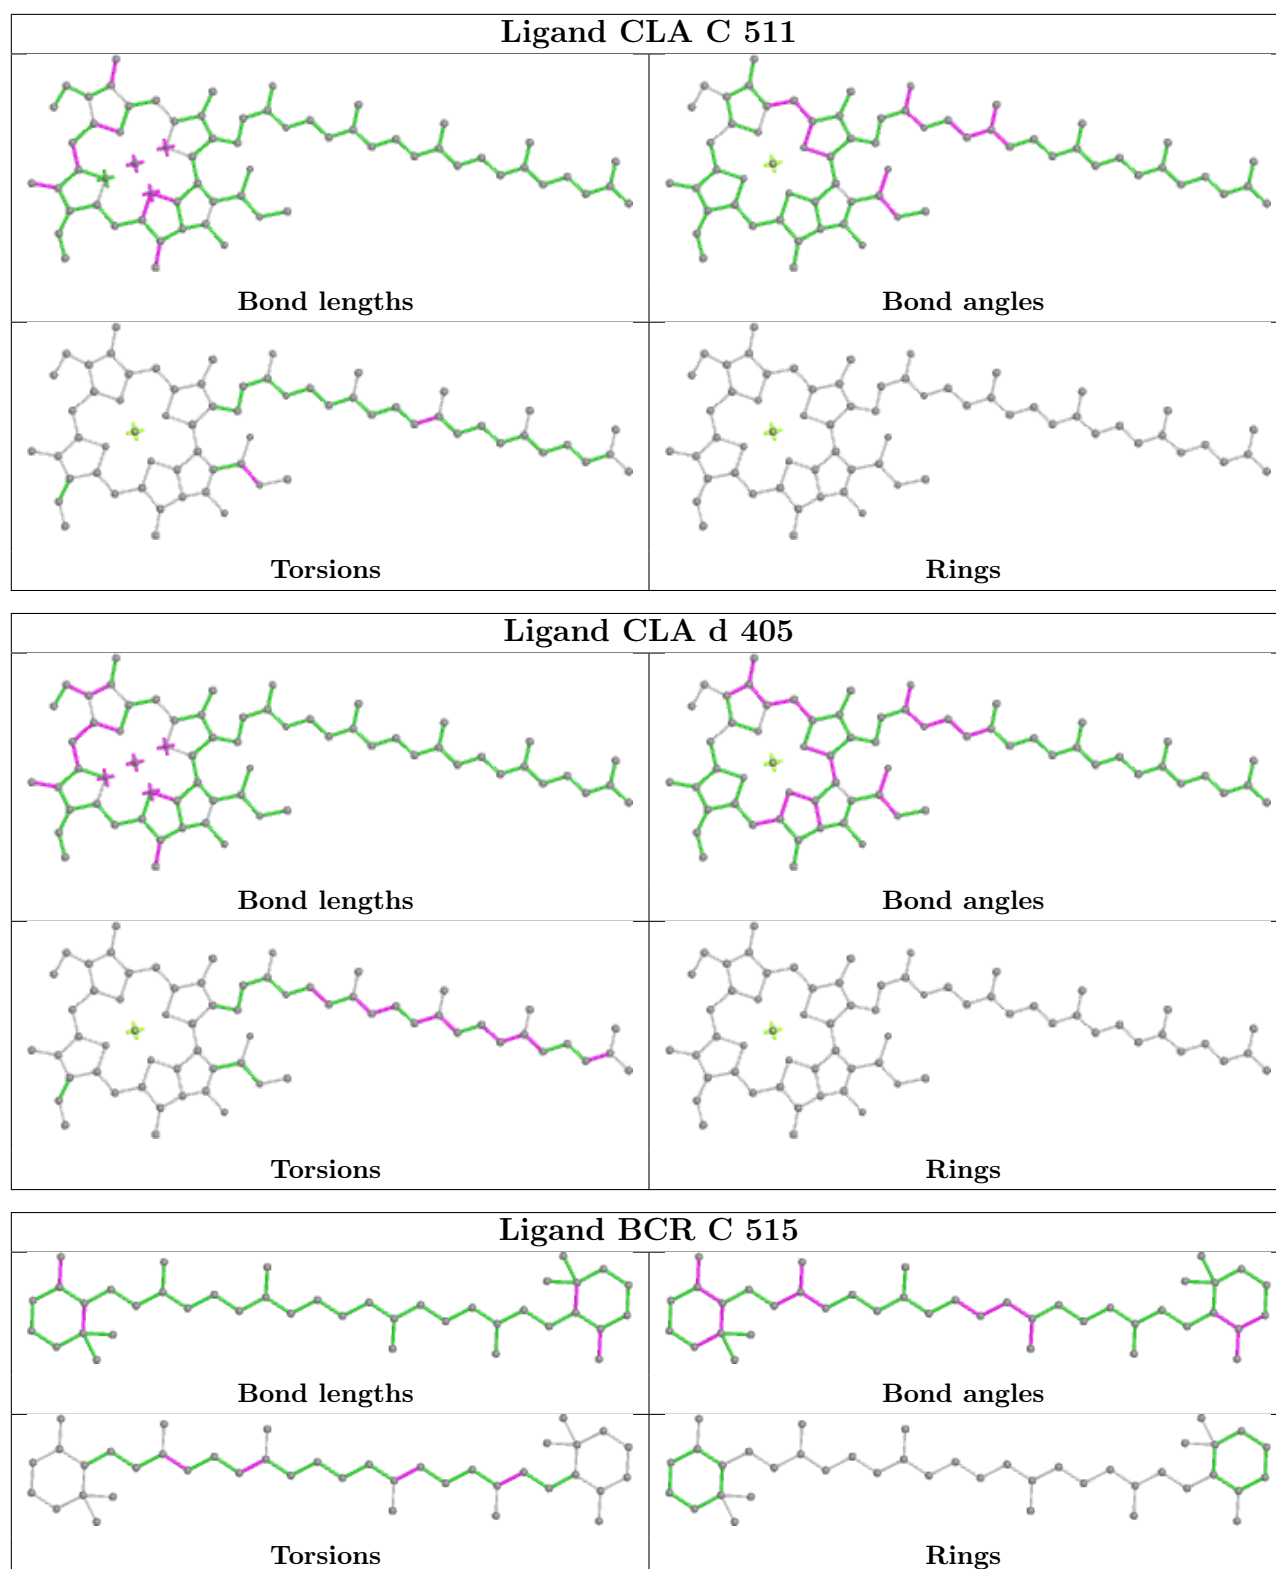 Ligand CLA C 511
Bond lengths
Bond angles
Torsions
Rings
Ligand CLA d 405
Bond lengths
Bond angles
Torsions
Rings
Ligand BCR C 515
Bond lengths
Bond angles
Torsions
Rings